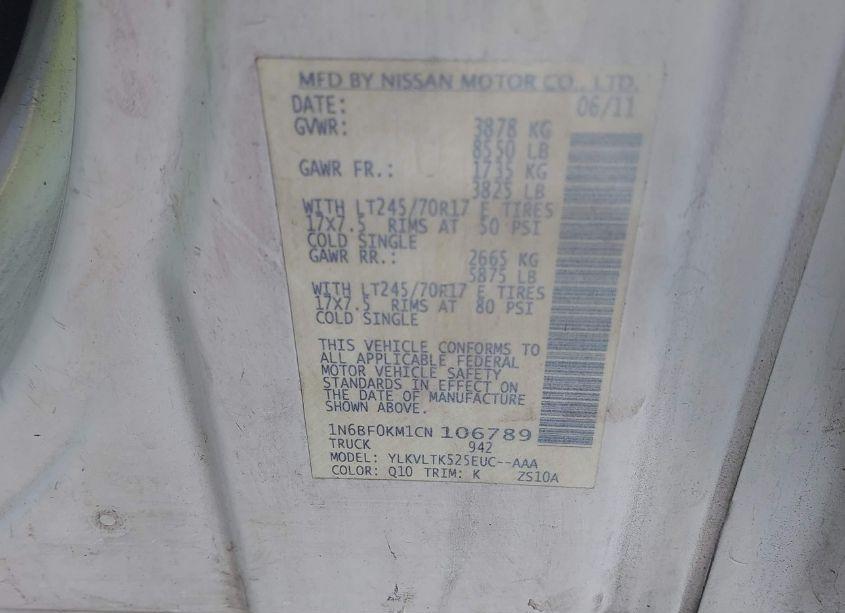 MFD BY NISSAN MOTOR CO., LTD.
DATE: 06/11
GVWR: 3878 KG
8550 LB
GAWR FR.: 1735 KG
3825 LB
WITH LT245/70R17 E TIRES
17X7.5 RIMS AT 50 PSI
COLD SINGLE
GAWR RR.: 2665 KG
5875 LB
WITH LT245/70R17 E TIRES
17X7.5 RIMS AT 80 PSI
COLD SINGLE
THIS VEHICLE CONFORMS TO
ALL APPLICABLE FEDERAL
MOTOR VEHICLE SAFETY
STANDARDS IN EFFECT ON
THE DATE OF MANUFACTURE
SHOWN ABOVE.
1N6BF0KM1CN 106789
TRUCK 942
MODEL: YLKVLTK525EUC--AAA
COLOR: Q10 TRIM: K ZS10A